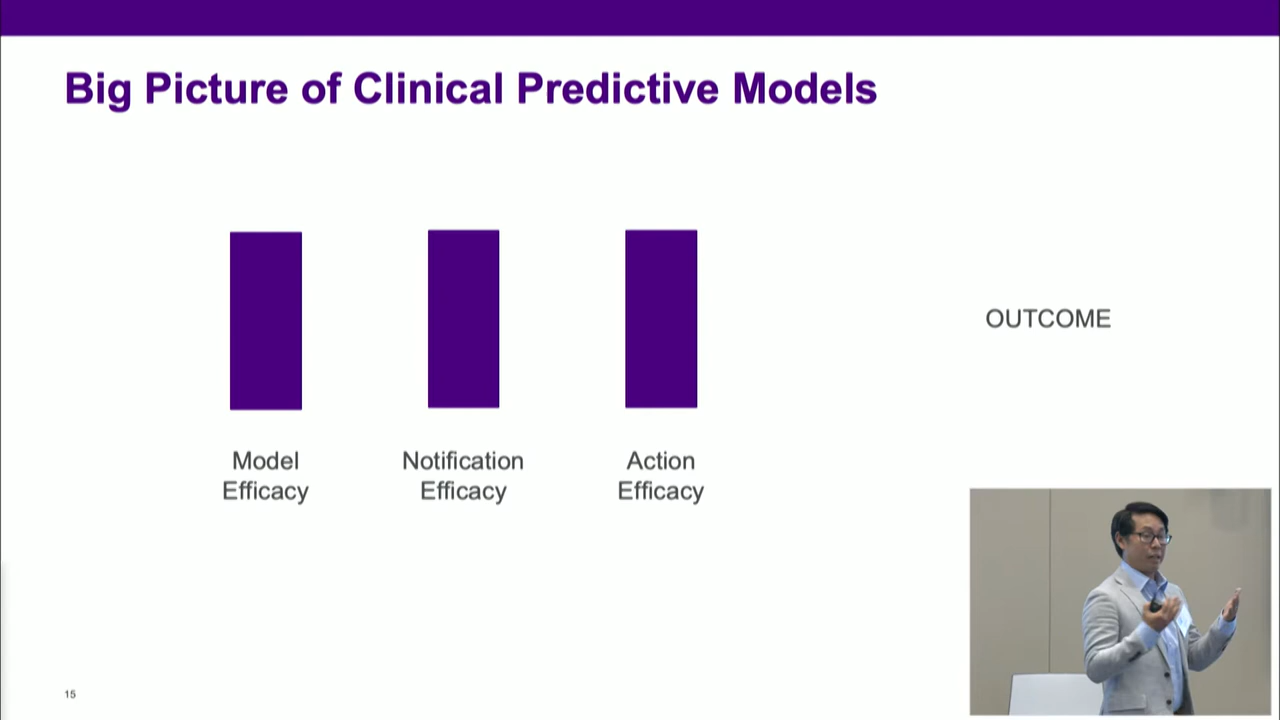 Big Picture of Clinical Predictive Models
Model
Efficacy
Notification
Efficacy
Action
Efficacy
OUTCOME
15